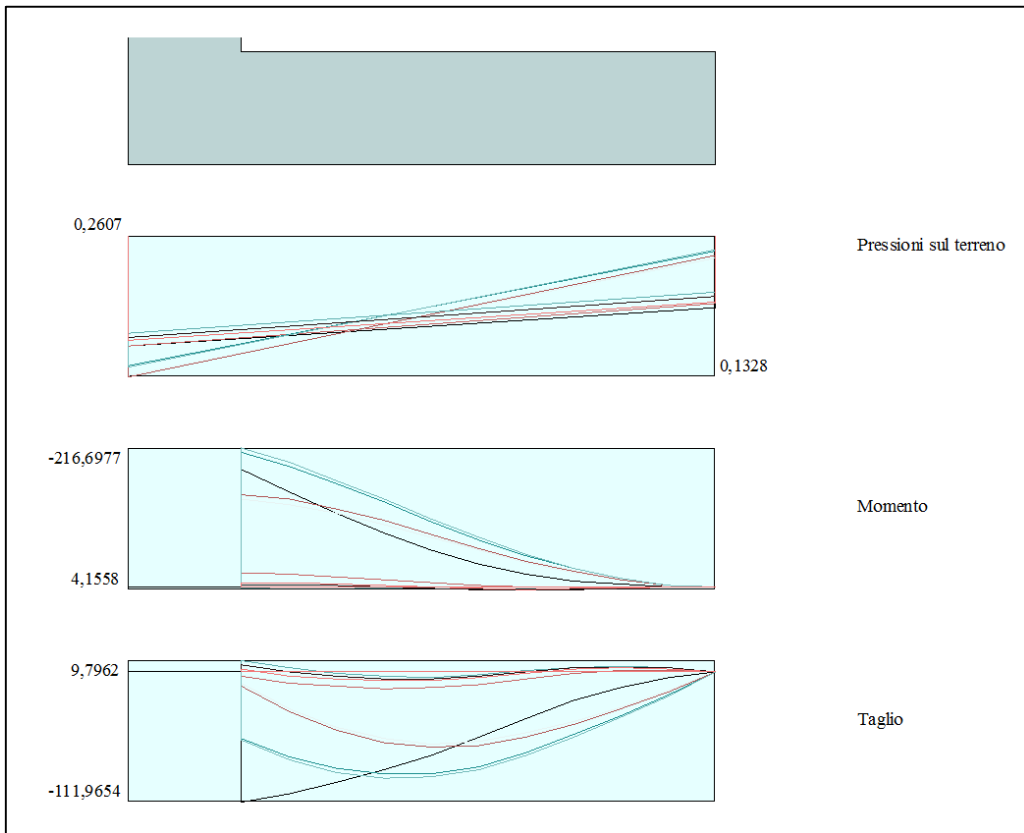 0,2607
Pressioni sul terreno
0,1328
-216,6977
Momento
4,1558
9,7962
Taglio
-111,9654